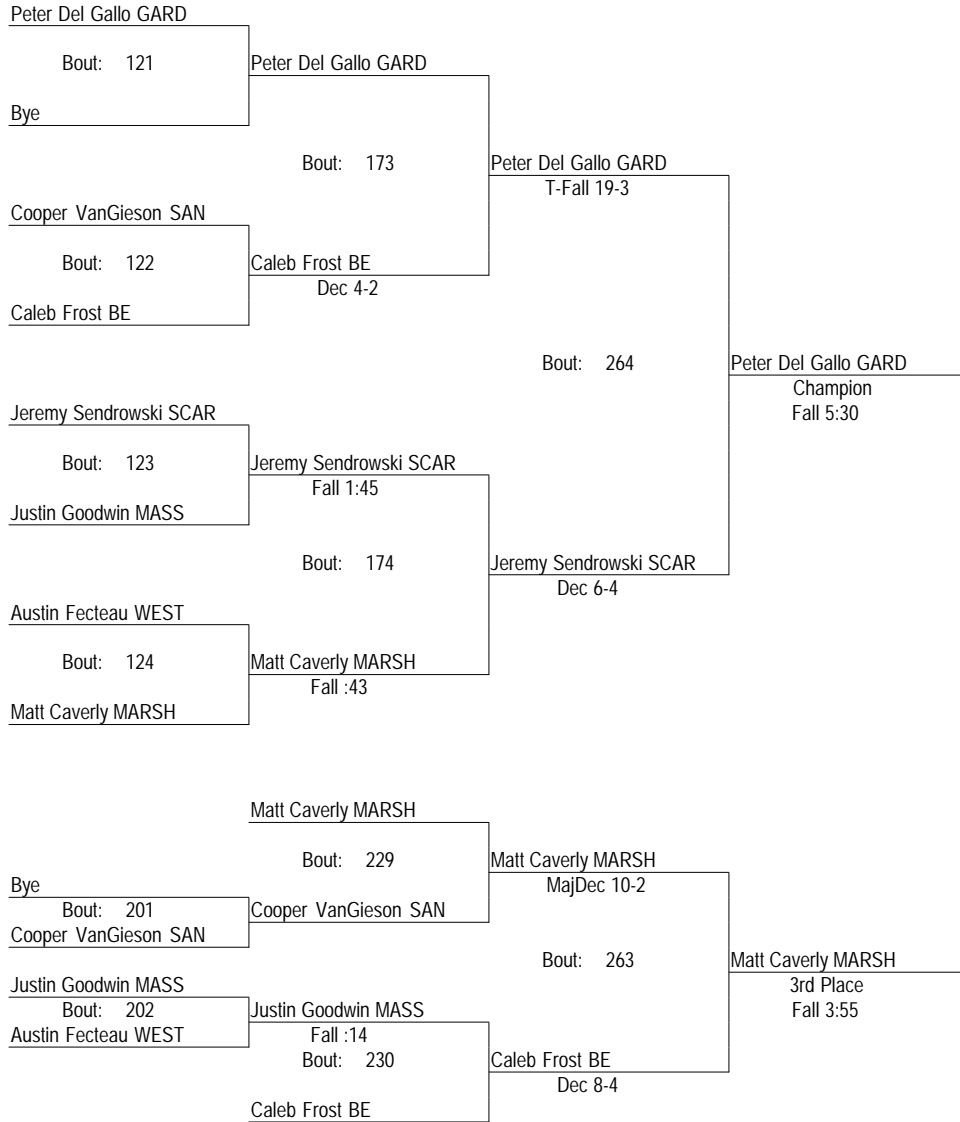 Peter Del Gallo GARD
Bout: 121
Peter Del Gallo GARD
Bye
Bout: 173
Peter Del Gallo GARD
T-Fall 19-3
Cooper VanGieson SAN
Bout: 122
Caleb Frost BE
Dec 4-2
Caleb Frost BE
Bout: 264
Peter Del Gallo GARD
Champion
Fall 5:30
Jeremy Sendrowski SCAR
Bout: 123
Jeremy Sendrowski SCAR
Fall 1:45
Justin Goodwin MASS
Bout: 174
Jeremy Sendrowski SCAR
Dec 6-4
Austin Fecteau WEST
Bout: 124
Matt Caverly MARSH
Fall :43
Matt Caverly MARSH
Matt Caverly MARSH
Bout: 229
Matt Caverly MARSH
MajDec 10-2
Bye
Bout: 201
Cooper VanGieson SAN
Cooper VanGieson SAN
Bout: 263
Matt Caverly MARSH
3rd Place
Fall 3:55
Justin Goodwin MASS
Bout: 202
Justin Goodwin MASS
Austin Fecteau WEST
Fall :14
Bout: 230
Caleb Frost BE
Dec 8-4
Caleb Frost BE